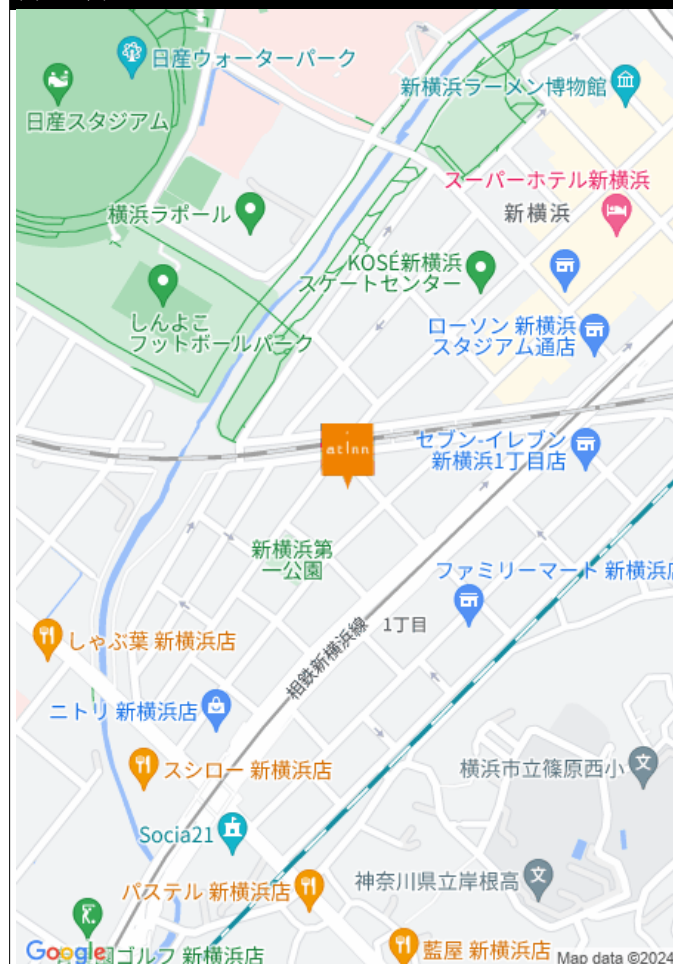 日産ウォーターパーク
新横浜ラーメン博物館
日産スタジアム
スーパーホテル新横浜
横浜ラポール
新横浜
KOSÉ新横浜
スケートセンター
しんよこ
フットボールパーク
ローソン 新横浜
スタジアム通店
at inn
セブン-イレブン
新横浜1丁目店
新横浜第
一公園
ファミリーマート 新横浜店
相鉄新横浜線
1丁目
しゃぶ葉 新横浜店
ニトリ 新横浜店
スシロー 新横浜店
横浜市立篠原西小
文
Socia21
パステル 新横浜店
神奈川県立岸根高
文
Google
園ゴルフ 新横浜店
藍屋 新横浜店
Map data ©2024